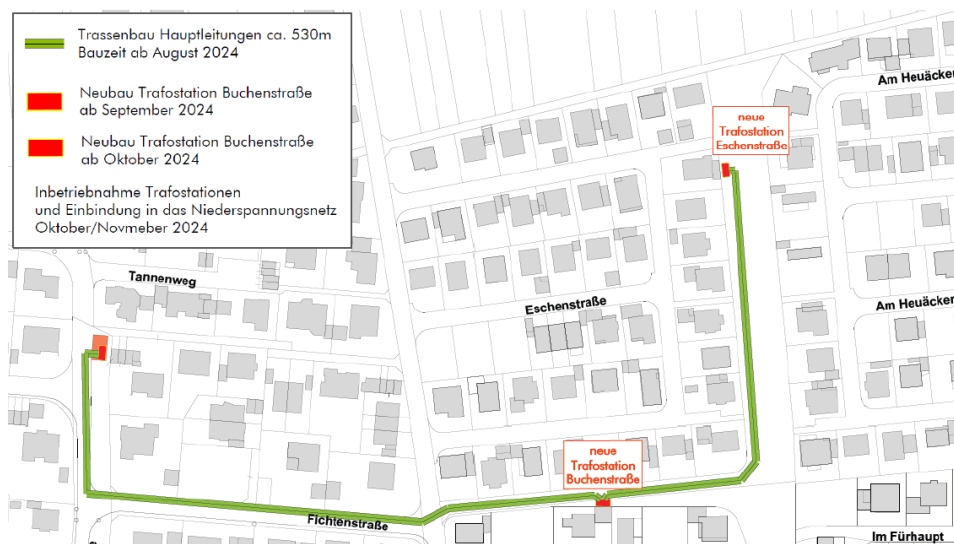 Trassenbau Hauptleitungen ca. 530m
Bauzeit ab August 2024
Neubau Trafostation Buchenstraße
ab September 2024
Neubau Trafostation Buchenstraße
ab Oktober 2024
Inbetriebnahme Trafostationen
und Einbindung in das Niederspannungsnetz
Oktober/Novmeber 2024
Am Heuäcker
neue
Trafostation
Eschenstraße
Tannenweg
Eschenstraße
Am Heuäcker
neue
Trafostation
Buchenstraße
Fichtenstraße
Im Fürhaupt